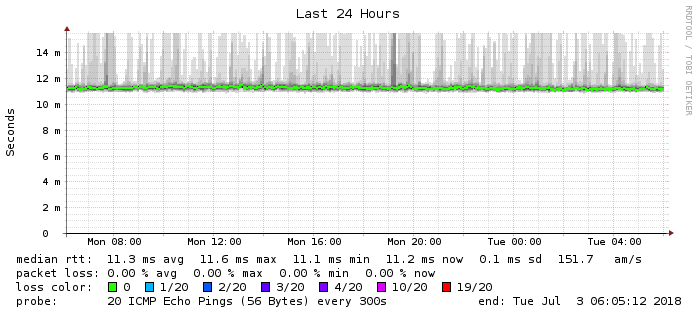 Last 24 Hours
RRDTOOL / TOBI OETIKER
Seconds
14 m
12 m
10 m
8 m
6 m
4 m
2 m
0
Mon 08:00 Mon 12:00 Mon 16:00 Mon 20:00 Tue 00:00 Tue 04:00
median rtt: 11.3 ms avg 11.6 ms max 11.1 ms min 11.2 ms now 0.1 ms sd 151.7 am/s
packet loss: 0.00 % avg 0.00 % max 0.00 % min 0.00 % now
loss color: 0 1/20 2/20 3/20 4/20 10/20 19/20
probe: 20 ICMP Echo Pings (56 Bytes) every 300s end: Tue Jul 3 06:05:12 2018